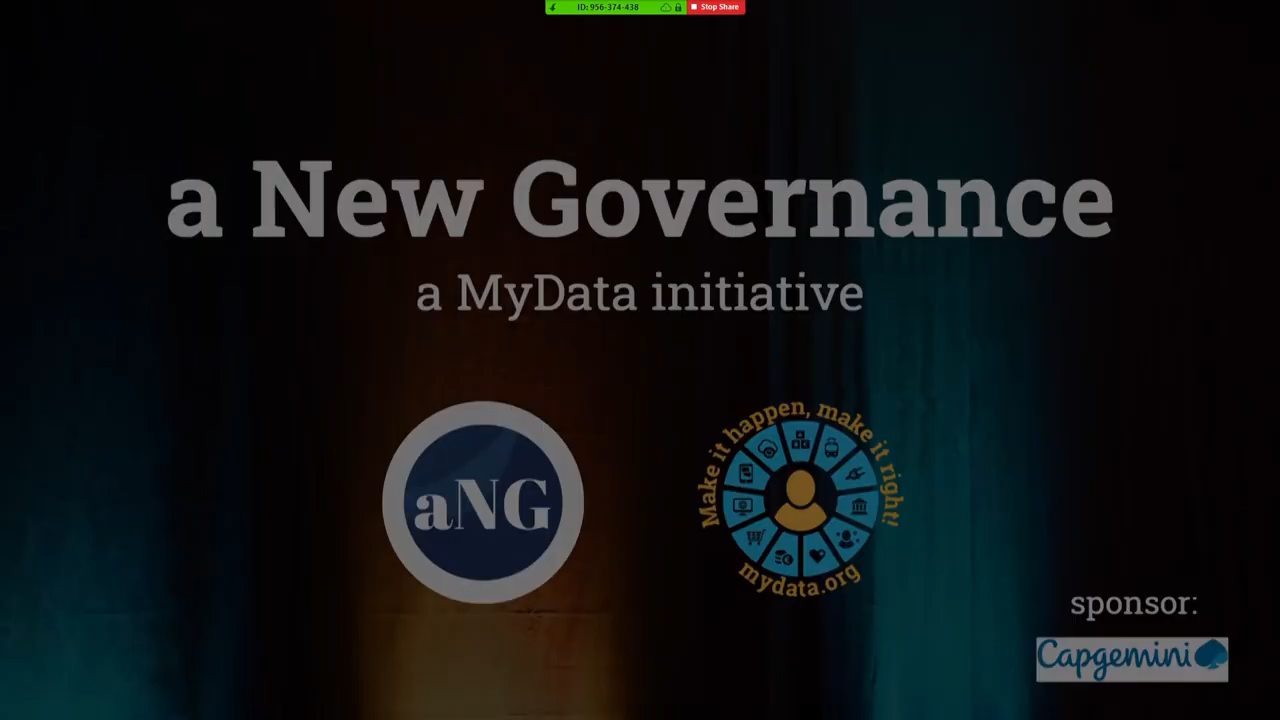 ID: 956-374-438
Stop Share
a New Governance
a MyData initiative
aNG
Make it happen, make it right!
mydata.org
sponsor:
Capgemini